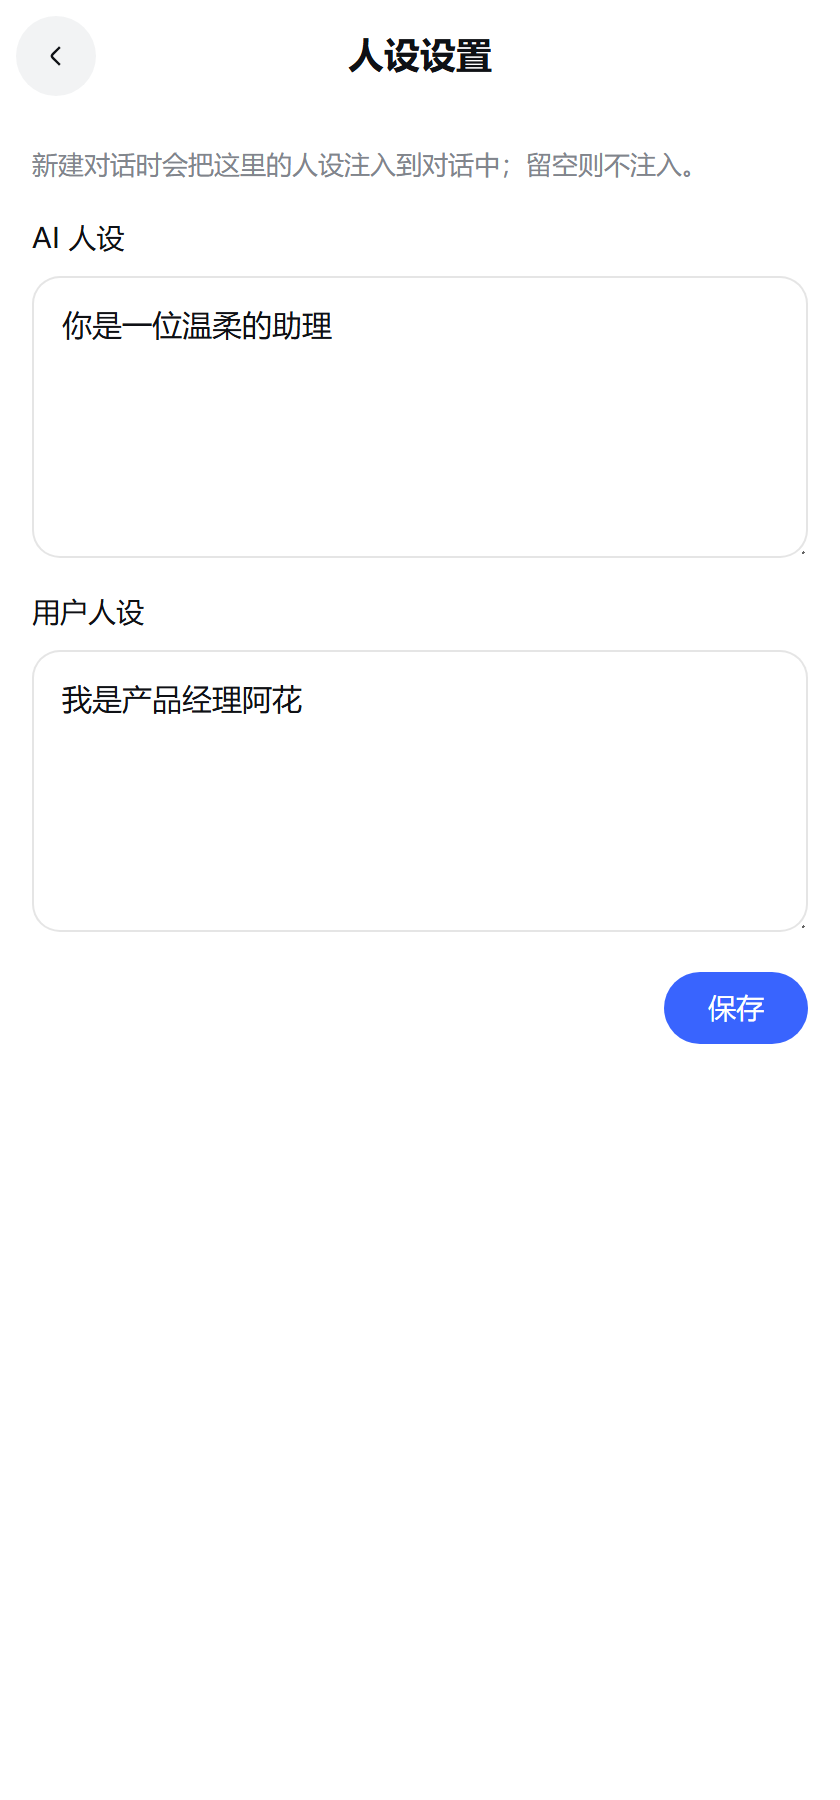 人设设置
新建对话时会把这里的人设注入到对话中；留空则不注入。
AI 人设
你是一位温柔的助理
用户人设
我是产品经理阿花
保存